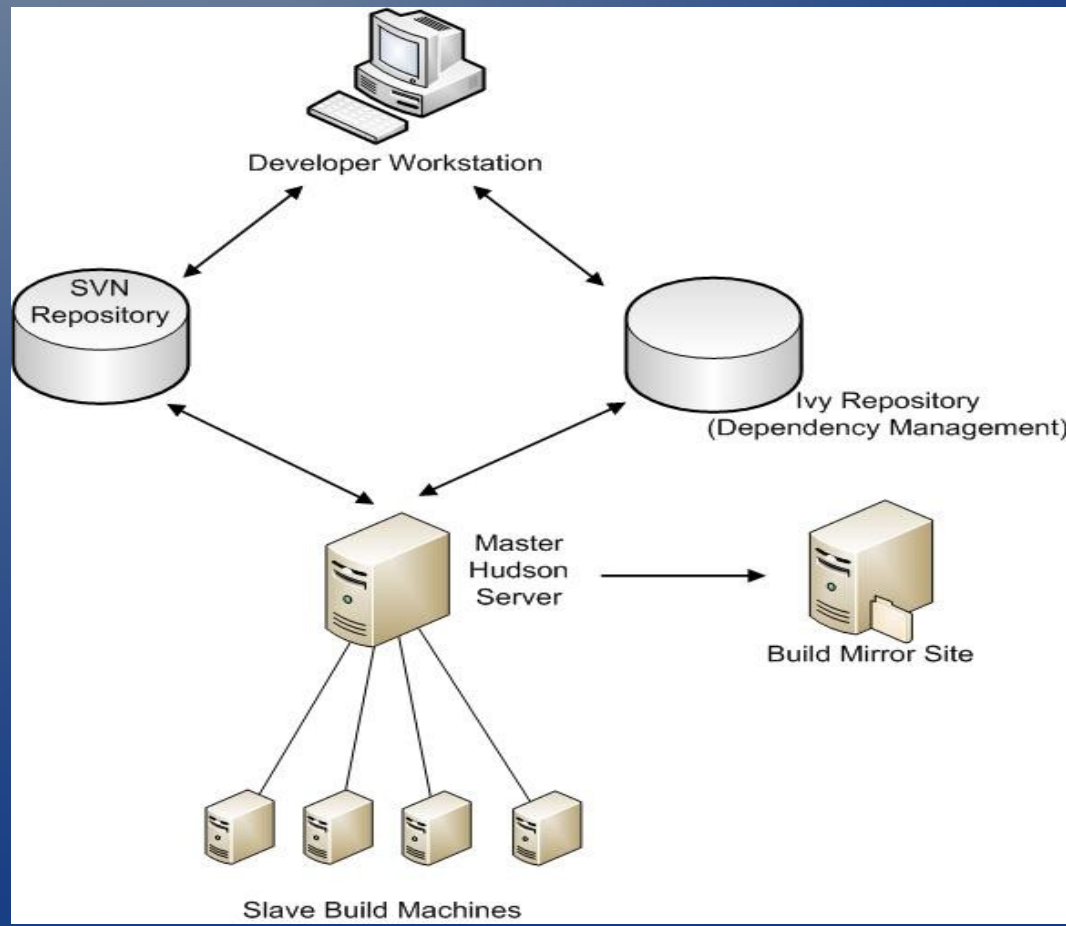 Developer Workstation
SVN
Repository
Ivy Repository
(Dependency Management)
Master
Hudson
Server
Build Mirror Site
Slave Build Machines